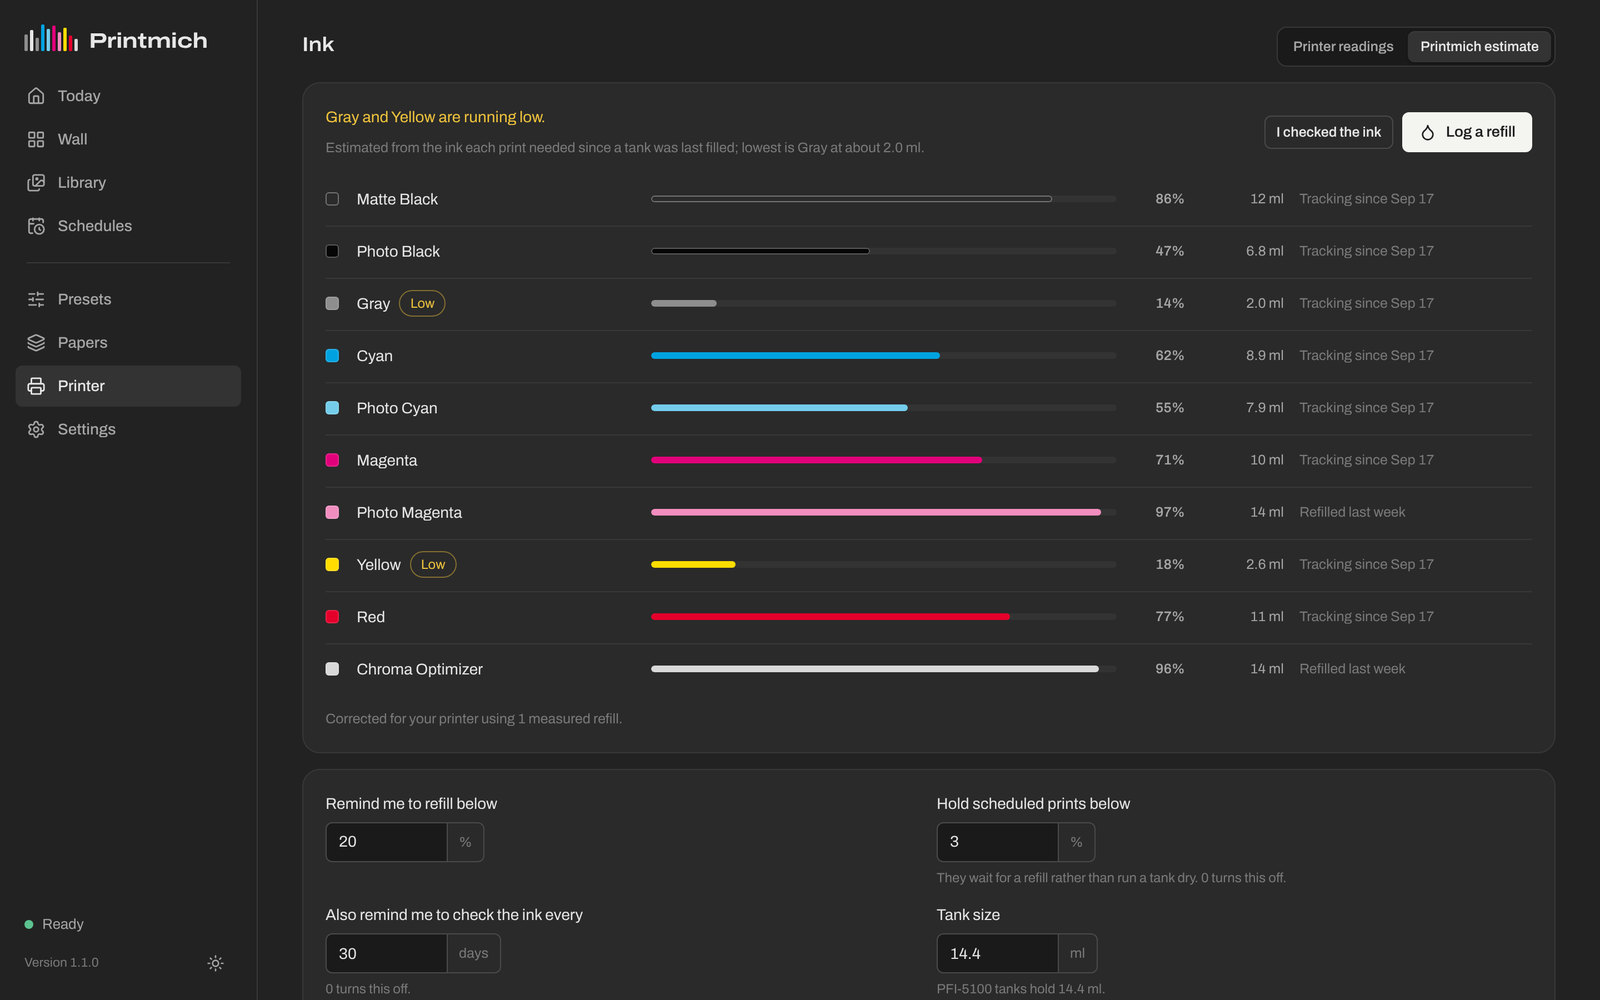 Printmich
Today
Wall
Library
Schedules
Presets
Papers
Printer
Settings
Ready
Version 1.1.0
Ink
Printer readings
Printmich estimate
Gray and Yellow are running low.
Estimated from the ink each print needed since a tank was last filled; lowest is Gray at about 2.0 ml.
I checked the ink
Log a refill
Matte Black 86% 12 ml Tracking since Sep 17
Photo Black 47% 6.8 ml Tracking since Sep 17
Gray Low 14% 2.0 ml Tracking since Sep 17
Cyan 62% 8.9 ml Tracking since Sep 17
Photo Cyan 55% 7.9 ml Tracking since Sep 17
Magenta 71% 10 ml Tracking since Sep 17
Photo Magenta 97% 14 ml Refilled last week
Yellow Low 18% 2.6 ml Tracking since Sep 17
Red 77% 11 ml Tracking since Sep 17
Chroma Optimizer 96% 14 ml Refilled last week
Corrected for your printer using 1 measured refill.
Remind me to refill below
20 %
Hold scheduled prints below
3 %
They wait for a refill rather than run a tank dry. 0 turns this off.
Also remind me to check the ink every
30 days
0 turns this off.
Tank size
14.4 ml
PFI-5100 tanks hold 14.4 ml.